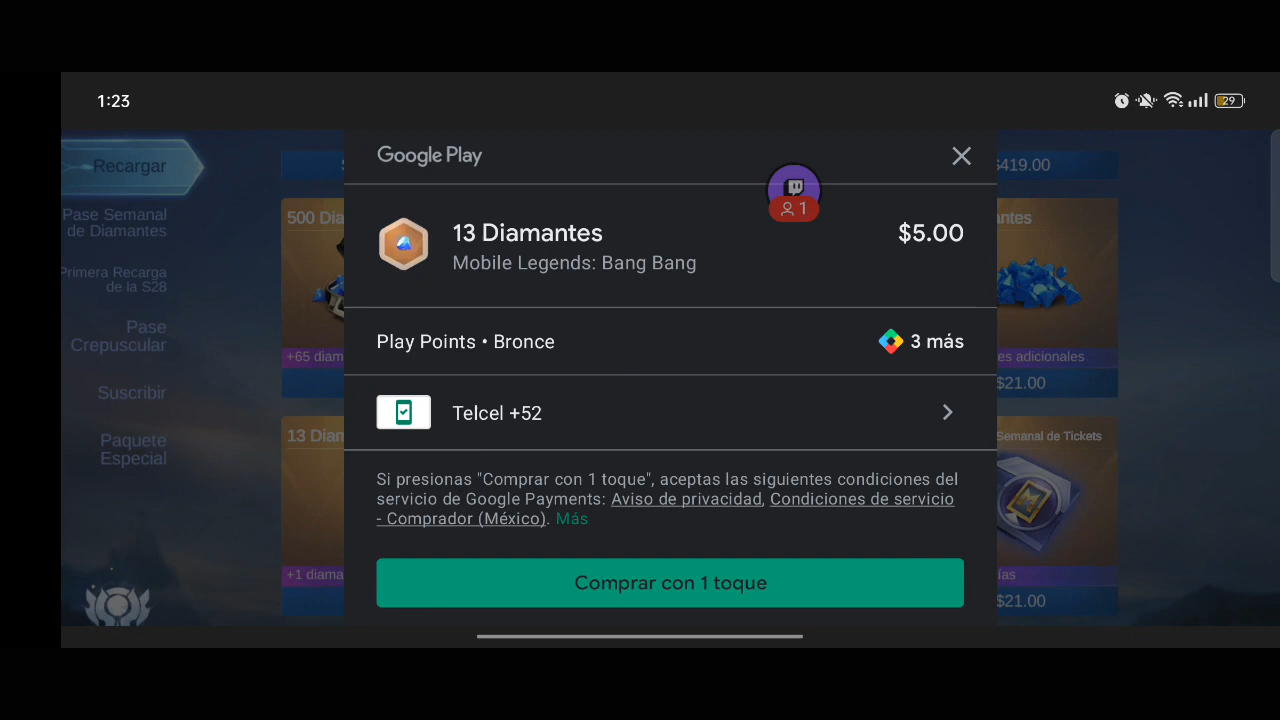 1:23
29
Recargar
Pase Semanal
de Diamantes
Primera Recarga
de la S28
Pase
Crepuscular
Suscribir
Paquete
Especial
500 Dia
+65 diam
13 Dian
+1 diama
Google Play
1
13 Diamantes
$5.00
Mobile Legends: Bang Bang
Play Points • Bronce
3 más
Telcel +52
Si presionas "Comprar con 1 toque", aceptas las siguientes condiciones del
servicio de Google Payments: Aviso de privacidad, Condiciones de servicio
- Comprador (México). Más
Comprar con 1 toque
$419.00
antes
es adicionales
$21.00
Semanal de Tickets
ías
$21.00